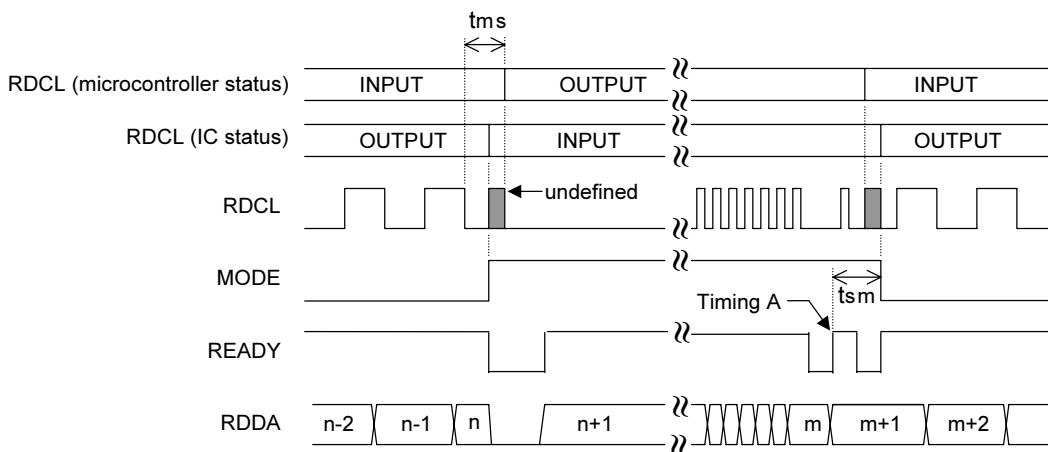 tms
RDCL (microcontroller status) INPUT OUTPUT INPUT
RDCL (IC status) OUTPUT INPUT OUTPUT
RDCL undefined
MODE
Timing A tsm
READY
RDDA n-2 n-1 n n+1 m m+1 m+2